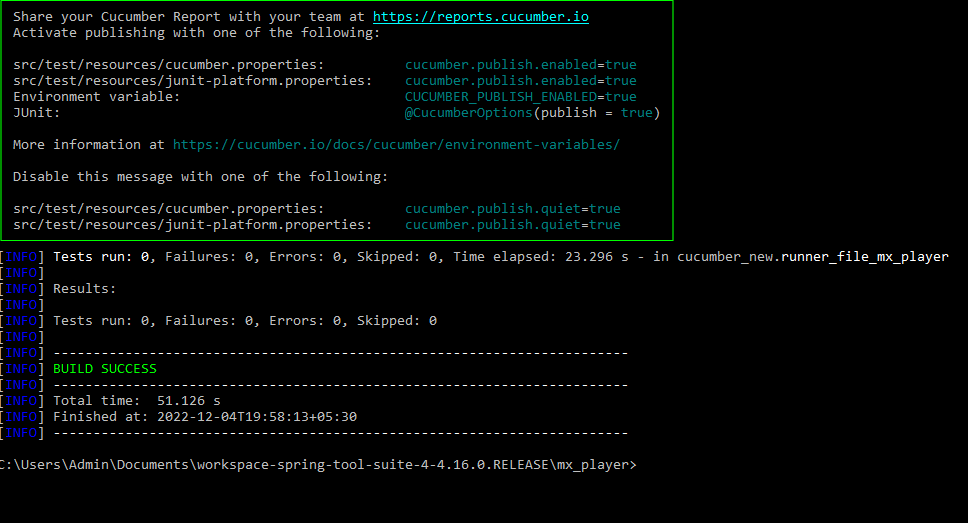 Share your Cucumber Report with your team at https://reports.cucumber.io
Activate publishing with one of the following:
src/test/resources/cucumber.properties: cucumber.publish.enabled=true
src/test/resources/junit-platform.properties: cucumber.publish.enabled=true
Environment variable: CUCUMBER_PUBLISH_ENABLED=true
JUnit: @CucumberOptions(publish = true)
More information at https://cucumber.io/docs/cucumber/environment-variables/
Disable this message with one of the following:
src/test/resources/cucumber.properties: cucumber.publish.quiet=true
src/test/resources/junit-platform.properties: cucumber.publish.quiet=true
[INFO] Tests run: 0, Failures: 0, Errors: 0, Skipped: 0, Time elapsed: 23.296 s - in cucumber_new.runner_file_mx_player
[INFO]
[INFO] Results:
[INFO]
[INFO] Tests run: 0, Failures: 0, Errors: 0, Skipped: 0
[INFO]
[INFO] ------------------------------------------------------------------------
[INFO] BUILD SUCCESS
[INFO] ------------------------------------------------------------------------
[INFO] Total time:  51.126 s
[INFO] Finished at: 2022-12-04T19:58:13+05:30
[INFO] ------------------------------------------------------------------------
C:\Users\Admin\Documents\workspace-spring-tool-suite-4-4.16.0.RELEASE\mx_player>